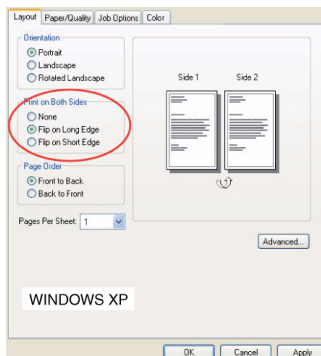 Layout Paper/Quality Job Options Color
Orientation
Portrait
Landscape
Rotated Landscape
Print on Both Sides
None
Flip on Long Edge
Flip on Short Edge
Page Order
Front to Back
Back to Front
Pages Per Sheet: 1
Side 1 Side 2
Advanced...
WINDOWS XP
OK Cancel Apply